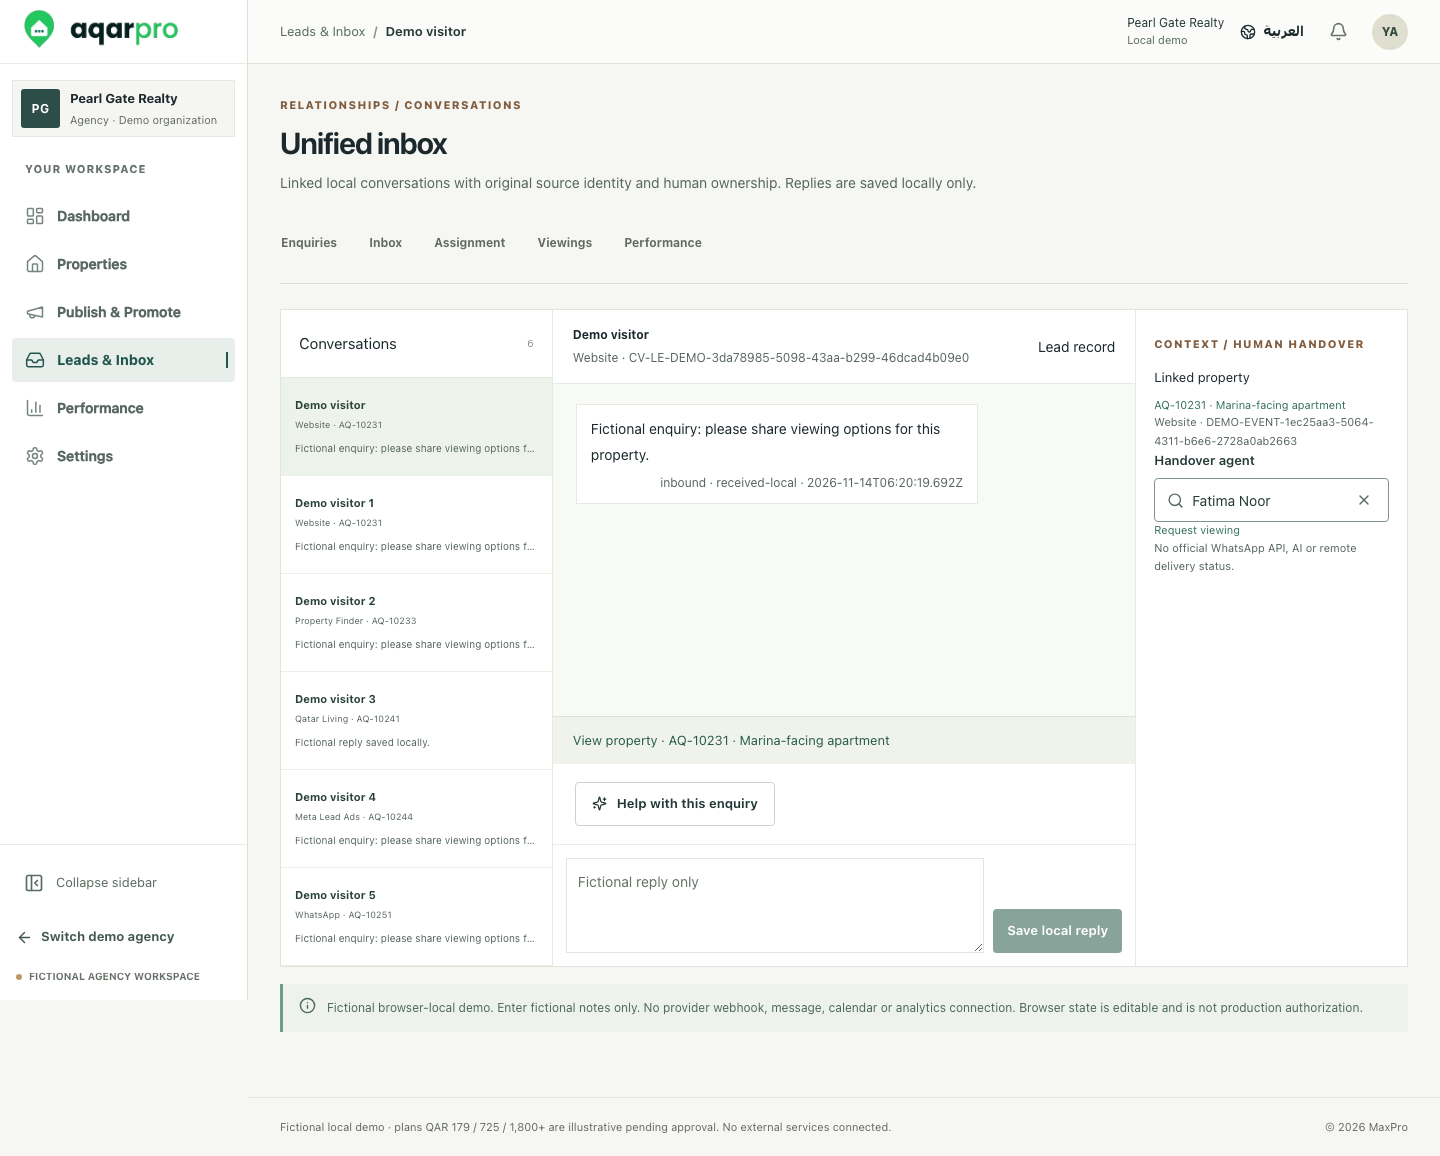 aqarpro
PG
Pearl Gate Realty
Agency · Demo organization
YOUR WORKSPACE
Dashboard
Properties
Publish & Promote
Leads & Inbox
Performance
Settings
Collapse sidebar
Switch demo agency
FICTIONAL AGENCY WORKSPACE
Leads & Inbox / Demo visitor
Pearl Gate Realty
Local demo
العربية
YA
RELATIONSHIPS / CONVERSATIONS
Unified inbox
Linked local conversations with original source identity and human ownership. Replies are saved locally only.
Enquiries Inbox Assignment Viewings Performance
Conversations 6
Demo visitor
Website · AQ-10231
Fictional enquiry: please share viewing options f...
Demo visitor 1
Website · AQ-10231
Fictional enquiry: please share viewing options f...
Demo visitor 2
Property Finder · AQ-10233
Fictional enquiry: please share viewing options f...
Demo visitor 3
Qatar Living · AQ-10241
Fictional reply saved locally.
Demo visitor 4
Meta Lead Ads · AQ-10244
Fictional enquiry: please share viewing options f...
Demo visitor 5
WhatsApp · AQ-10251
Fictional enquiry: please share viewing options f...
Demo visitor
Website · CV-LE-DEMO-3da78985-5098-43aa-b299-46dcad4b09e0
Lead record
Fictional enquiry: please share viewing options for this
property.
inbound · received-local · 2026-11-14T06:20:19.692Z
View property · AQ-10231 · Marina-facing apartment
Help with this enquiry
Fictional reply only
Save local reply
CONTEXT / HUMAN HANDOVER
Linked property
AQ-10231 · Marina-facing apartment
Website · DEMO-EVENT-1ec25aa3-5064-
4311-b6e6-2728a0ab2663
Handover agent
Fatima Noor
Request viewing
No official WhatsApp API, AI or remote
delivery status.
Fictional browser-local demo. Enter fictional notes only. No provider webhook, message, calendar or analytics connection. Browser state is editable and is not production authorization.
Fictional local demo · plans QAR 179 / 725 / 1,800+ are illustrative pending approval. No external services connected.
© 2026 MaxPro